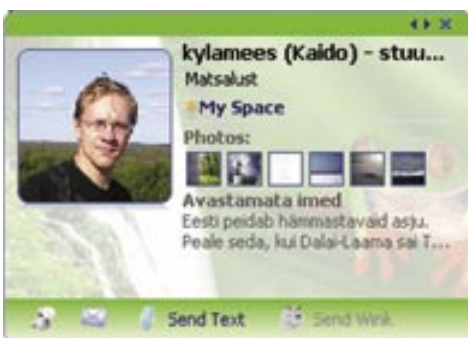 kylamees (Kaido) - stuu...
Matsalust
My Space
Photos:
Avastamata imed
Eesti peidab hämmastavaid asju.
Peale seda, kui Dalai-Laama sai T...
Send Text Send Wink